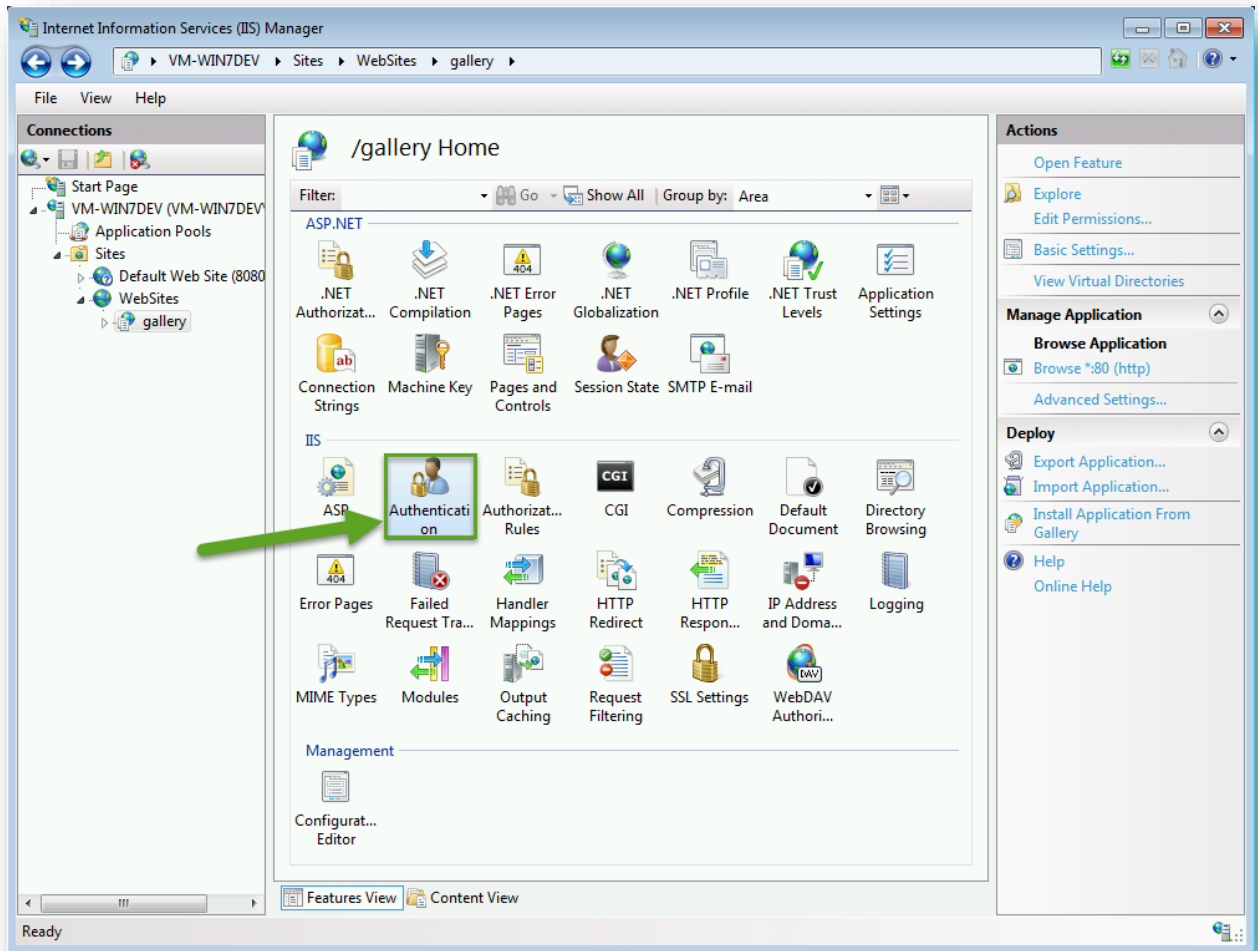 Internet Information Services (IIS) Manager
VM-WIN7DEV Sites WebSites gallery
File View Help
Connections
Start Page
VM-WIN7DEV (VM-WIN7DEV
Application Pools
Sites
Default Web Site (8080
WebSites
gallery
/gallery Home
Filter: Go Show All Group by: Area
ASP.NET
.NET Authorizat...
.NET Compilation
.NET Error Pages
.NET Globalization
.NET Profile
.NET Trust Levels
Application Settings
Connection Strings
Machine Key
Pages and Controls
Session State
SMTP E-mail
IIS
ASP
Authenticati
on
Authorizat... Rules
CGI
Compression
Default Document
Directory Browsing
Error Pages
Failed Request Tra...
Handler Mappings
HTTP Redirect
HTTP Respon...
IP Address and Doma...
Logging
MIME Types
Modules
Output Caching
Request Filtering
SSL Settings
WebDAV Authori...
Management
Configurat... Editor
Features View Content View
Ready
Actions
Open Feature
Explore
Edit Permissions...
Basic Settings...
View Virtual Directories
Manage Application
Browse Application
Browse *:80 (http)
Advanced Settings...
Deploy
Export Application...
Import Application...
Install Application From
Gallery
Help
Online Help
404
ab
CGI
404
DAV